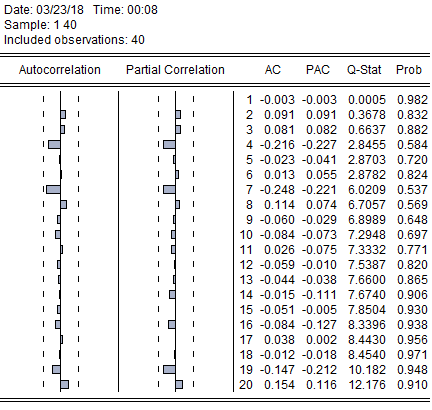 Date: 03/23/18 Time: 00:08
Sample: 1 40
Included observations: 40
Autocorrelation Partial Correlation AC PAC Q-Stat Prob
1 -0.003 -0.003 0.0005 0.982
2 0.091 0.091 0.3678 0.832
3 0.081 0.082 0.6637 0.882
4 -0.216 -0.227 2.8455 0.584
5 -0.023 -0.041 2.8703 0.720
6 0.013 0.055 2.8782 0.824
7 -0.248 -0.221 6.0209 0.537
8 0.114 0.074 6.7057 0.569
9 -0.060 -0.029 6.8989 0.648
10 -0.084 -0.073 7.2948 0.697
11 0.026 -0.075 7.3332 0.771
12 -0.059 -0.010 7.5387 0.820
13 -0.044 -0.038 7.6600 0.865
14 -0.015 -0.111 7.6740 0.906
15 -0.051 -0.005 7.8504 0.930
16 -0.084 -0.127 8.3396 0.938
17 0.038 0.002 8.4430 0.956
18 -0.012 -0.018 8.4540 0.971
19 -0.147 -0.212 10.182 0.948
20 0.154 0.116 12.176 0.910